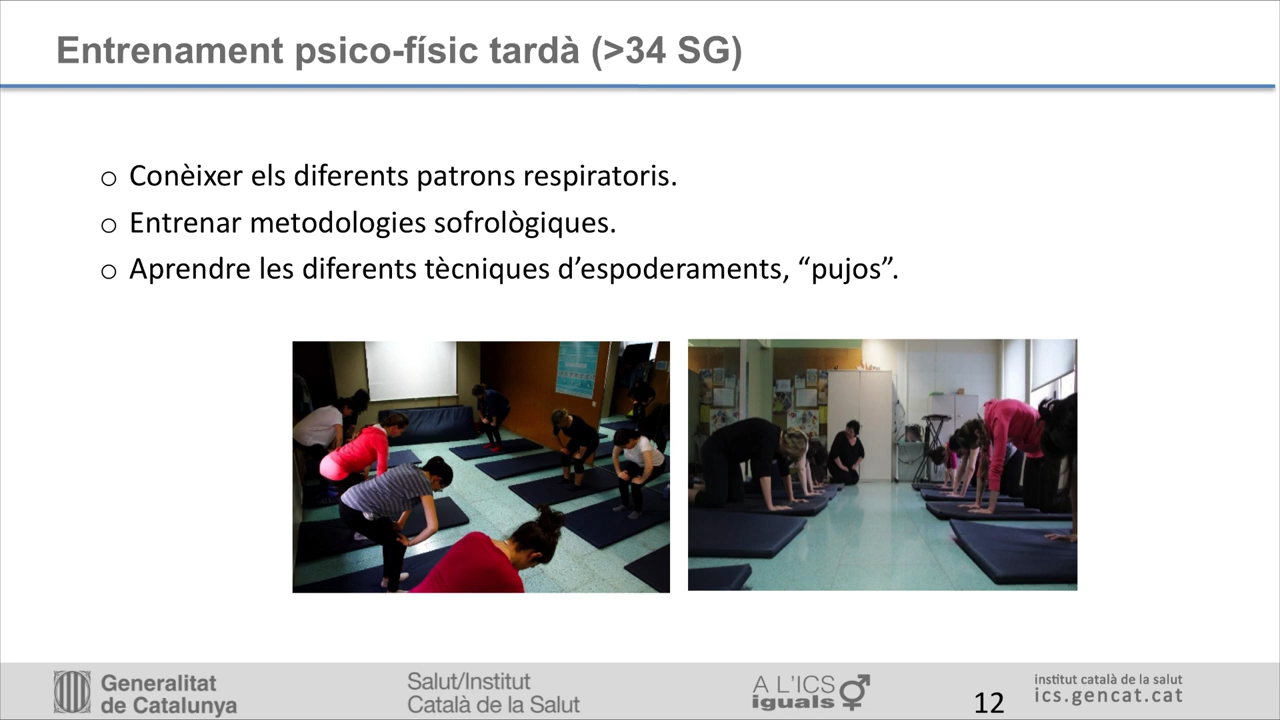 Entrenament psico-físic tardà (>34 SG)
o Conèixer els diferents patrons respiratoris.
o Entrenar metodologies sofrològiques.
o Aprendre les diferents tècniques d’espoderaments, “pujos”.
Generalitat
de Catalunya
Salut/Institut
Català de la Salut
A L'ICS
iguals
12
institut català de la salut
ics.gencat.cat